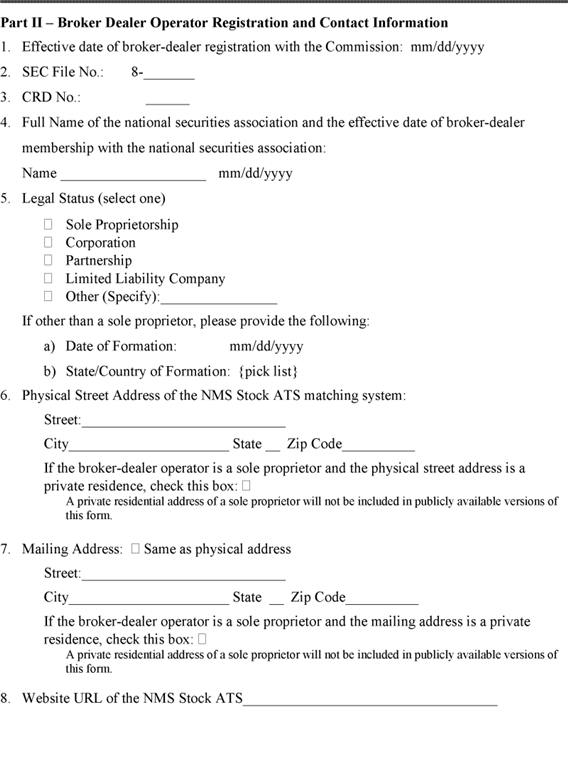 Part II – Broker Dealer Operator Registration and Contact Information
1. Effective date of broker-dealer registration with the Commission: mm/dd/yyyy
2. SEC File No.: 8-_______
3. CRD No.: ______
4. Full Name of the national securities association and the effective date of broker-dealer
membership with the national securities association:
Name ____________________ mm/dd/yyyy
5. Legal Status (select one)
☐ Sole Proprietorship
☐ Corporation
☐ Partnership
☐ Limited Liability Company
☐ Other (Specify):________________
If other than a sole proprietor, please provide the following:
a) Date of Formation: mm/dd/yyyy
b) State/Country of Formation: {pick list}
6. Physical Street Address of the NMS Stock ATS matching system:
Street:____________________________
City______________________ State __ Zip Code__________
If the broker-dealer operator is a sole proprietor and the physical street address is a
private residence, check this box: ☐
A private residential address of a sole proprietor will not be included in publicly available versions of
this form.
7. Mailing Address: ☐ Same as physical address
Street:____________________________
City______________________ State __ Zip Code__________
If the broker-dealer operator is a sole proprietor and the mailing address is a private
residence, check this box: ☐
A private residential address of a sole proprietor will not be included in publicly available versions of
this form.
8. Website URL of the NMS Stock ATS___________________________________